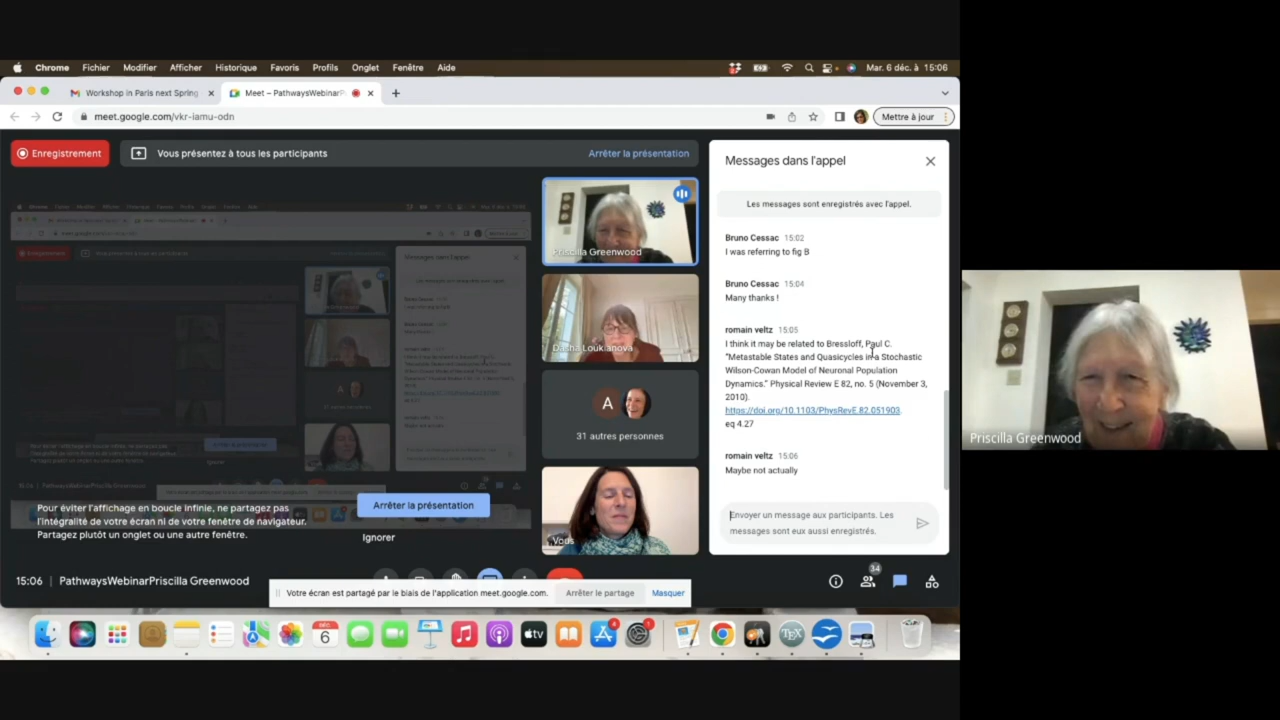 Chrome Fichier Modifier Afficher Historique Favoris Profils Onglet Fenêtre Aide
Mar. 6 déc. à 15:06
Workshop in Paris next Spring
Meet – PathwaysWebinarP
meet.google.com/vkr-iamu-odn
Mettre à jour
Enregistrement
Vous présentez à tous les participants
Arrêter la présentation
Priscilla Greenwood
Dasha Loukianova
A
31 autres personnes
Vous
Pour éviter l'affichage en boucle infinie, ne partagez pas
l'intégralité de votre écran ni de votre fenêtre de navigateur.
Partagez plutôt un onglet ou une autre fenêtre.
Arrêter la présentation
Ignorer
Messages dans l'appel
Les messages sont enregistrés avec l'appel.
Bruno Cessac 15:02
I was referring to fig B
Bruno Cessac 15:04
Many thanks !
romain veltz 15:05
I think it may be related to Bressloff, Paul C.
"Metastable States and Quasicycles in a Stochastic
Wilson-Cowan Model of Neuronal Population
Dynamics." Physical Review E 82, no. 5 (November 3,
2010).
https://doi.org/10.1103/PhysRevE.82.051903.
eq 4.27
romain veltz 15:06
Maybe not actually
Envoyer un message aux participants. Les
messages sont eux aussi enregistrés.
15:06 | PathwaysWebinarPriscilla Greenwood
34
Votre écran est partagé par le biais de l'application meet.google.com.
Arrêter le partage
Masquer
DÉC.
6
tv
4
1
TEX
Priscilla Greenwood